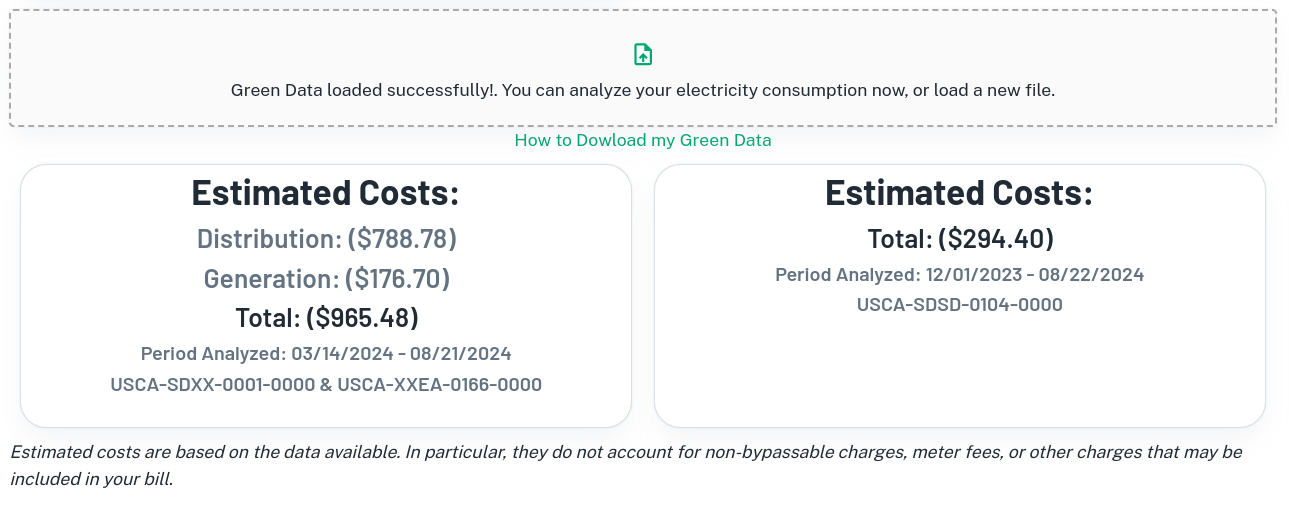 Green Data loaded successfully!. You can analyze your electricity consumption now, or load a new file.
How to Dowload my Green Data
Estimated Costs:
Distribution: ($788.78)
Generation: ($176.70)
Total: ($965.48)
Period Analyzed: 03/14/2024 - 08/21/2024
USCA-SDXX-0001-0000 & USCA-XXEA-0166-0000
Estimated Costs:
Total: ($294.40)
Period Analyzed: 12/01/2023 - 08/22/2024
USCA-SDSD-0104-0000
Estimated costs are based on the data available. In particular, they do not account for non-bypassable charges, meter fees, or other charges that may be
included in your bill.